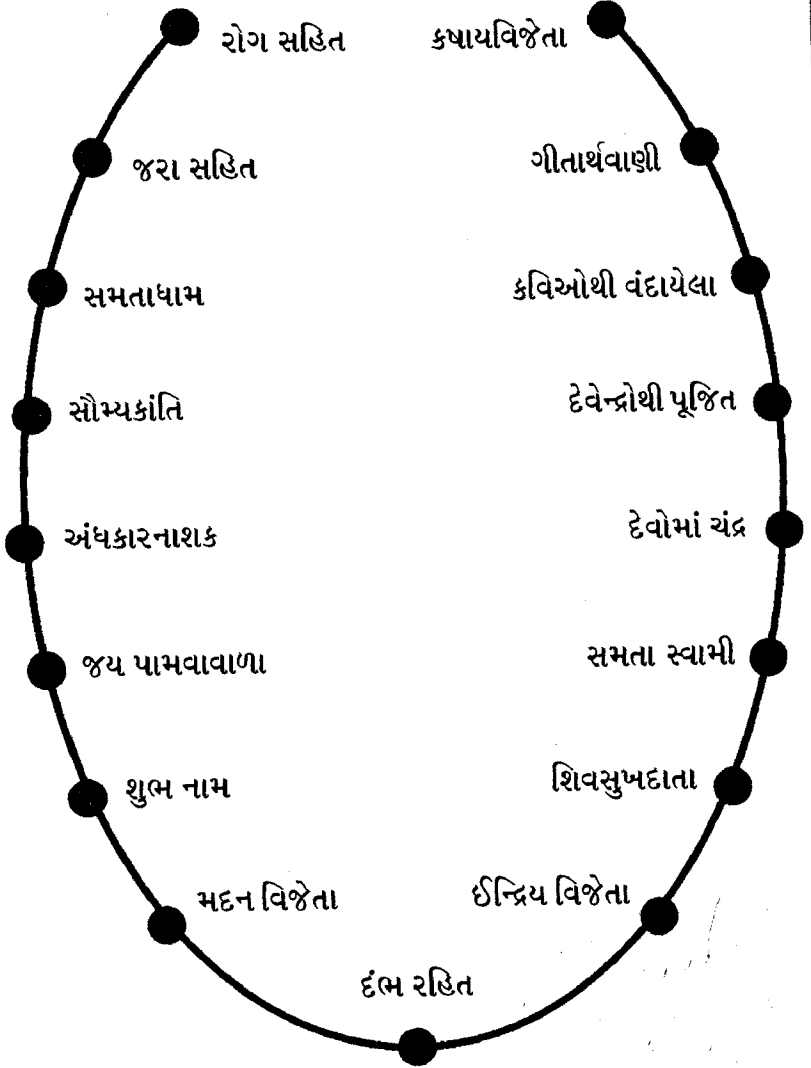 રોગ સહિત
કષાયવિજેતા
જરા સહિત
ગીતાર્થવાણી
સમતાધામ
કવિઓથી વંદાયેલા
સૌમ્યકાંતિ
દેવેન્દ્રોથી પૂજિત
અંધકારનાશક
દેવોમાં ચંદ્ર
જય પામવાવાળા
સમતા સ્વામી
શુભ નામ
શિવસુખદાતા
મદન વિજેતા
ઈન્દ્રિય વિજેતા
દંભ રહિત